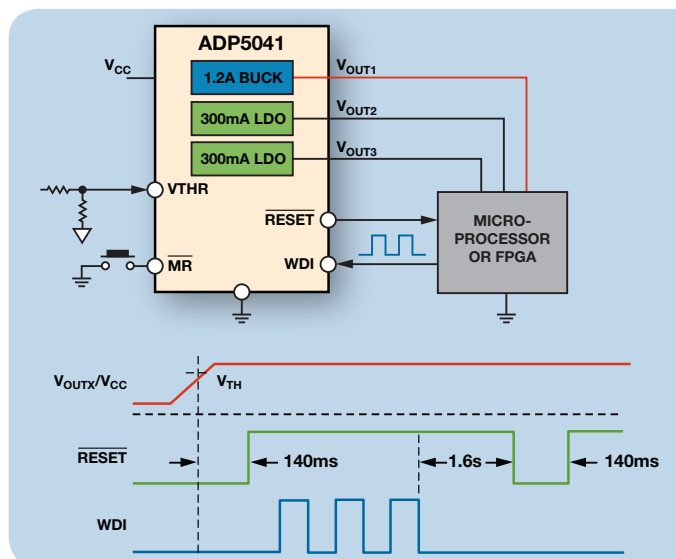 ADP5041
VCC
1.2A BUCK
VOUT1
300mA LDO
VOUT2
300mA LDO
VOUT3
VTHR
RESET
MICRO-
PROCESSOR
OR FPGA
MR
WDI
VOUTX/VCC
VTH
RESET
140ms
1.6s
140ms
WDI